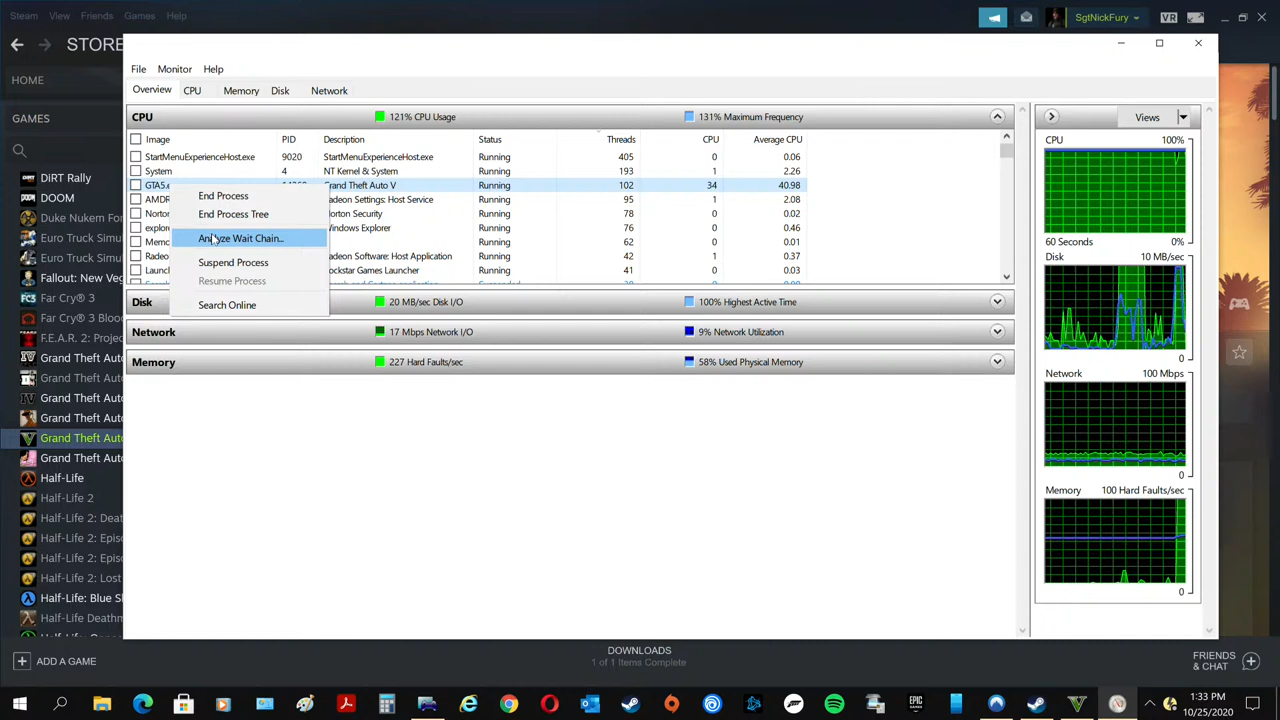 Steam View Friends Games Help
SgtNickFury
VR
STORE
HOME
GAMES
DiRT Rally
DOOM
Duke Nukem For
Euro Truck Simu
Euro Truck Simul
Fallout: New Veg
Far Cry® 3
Far Cry® 3 Blood
F.E.A.R. 2: Projec
Grand Theft Auto
Grand Theft Auto
Grand Theft Auto
Grand Theft Auto
Grand Theft Auto
Grand Theft Auto
Half-Life
Half-Life 2
Half-Life 2: Deat
Half-Life 2: Episo
Half-Life 2: Episo
Half-Life 2: Lost
Half-Life: Blue Sh
Half-Life Deathm
ADD A GAME
File Monitor Help
Overview CPU Memory Disk Network
CPU 121% CPU Usage 131% Maximum Frequency
Image PID Description Status Threads CPU Average CPU
StartMenuExperienceHost.exe 9020 StartMenuExperienceHost.exe Running 405 0 0.06
System 4 NT Kernel & System Running 193 1 2.26
GTA5.e Grand Theft Auto V Running 102 34 40.98
AMDR adeon Settings: Host Service Running 95 1 2.08
Norto orton Security Running 78 0 0.02
explor indows Explorer Running 76 0 0.46
Memo Running 62 0 0.01
Radeo adeon Software: Host Application Running 42 0 0.44
Launc ockstar Games Launcher Running 41 0 0.03
End Process
End Process Tree
Analyze Wait Chain...
Suspend Process
Resume Process
Search Online
Disk 20 MB/sec Disk I/O 100% Highest Active Time
Network 17 Mbps Network I/O 9% Network Utilization
Memory 227 Hard Faults/sec 58% Used Physical Memory
Views
CPU 100%
60 Seconds 0%
Disk 10 MB/sec
0
Network 100 Mbps
0
Memory 100 Hard Faults/sec
0
DOWNLOADS
1 of 1 Items Complete
FRIENDS
& CHAT
EPIC
GAMES
1:33 PM
10/25/2020